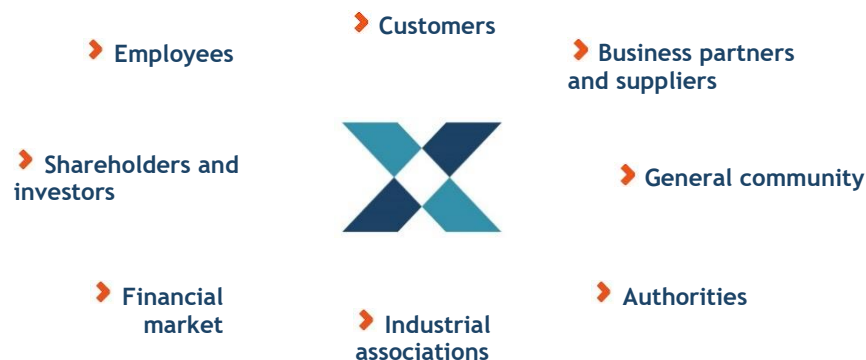 Customers
Employees
Business partners
and suppliers
Shareholders and
investors
General community
Financial
market
Authorities
Industrial
associations